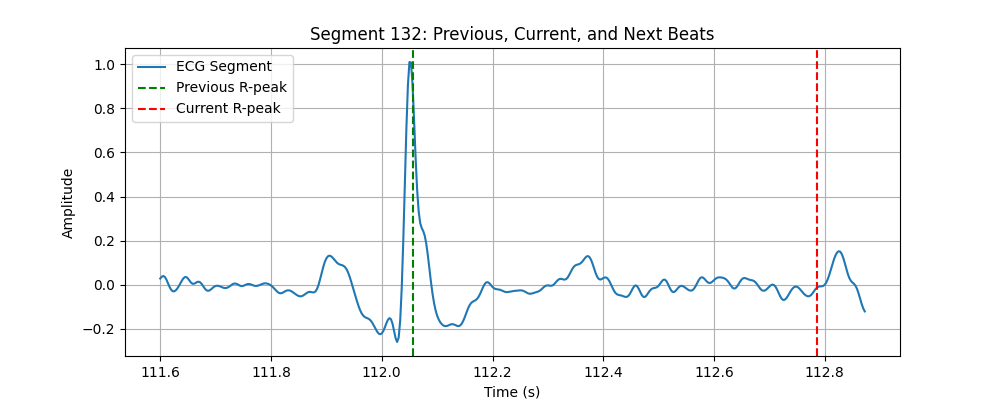 Segment 132: Previous, Current, and Next Beats
ECG Segment
Previous R-peak
Current R-peak
Amplitude
1.0
0.8
0.6
0.4
0.2
0.0
−0.2
111.6 111.8 112.0 112.2 112.4 112.6 112.8
Time (s)